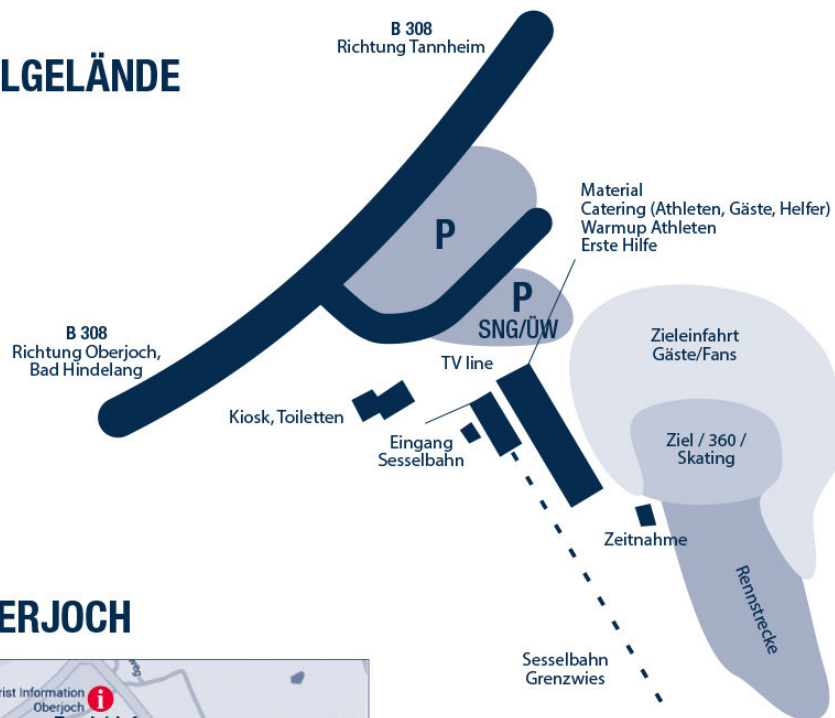 B 308
Richtung Tannheim
LGELÄNDE
Material
Catering (Athleten, Gäste, Helfer)
Warmup Athleten
Erste Hilfe
P
P
SNG/ÜW
B 308
Richtung Oberjoch,
Bad Hindelang
Zieleinfahrt
Gäste/Fans
TV line
Kiosk, Toiletten
Eingang
Sesselbahn
Ziel / 360 /
Skating
Zeitnahme
Rennstrecke
ERJOCH
Sesselbahn
Grenzwies
rist Information
Oberjoch
i